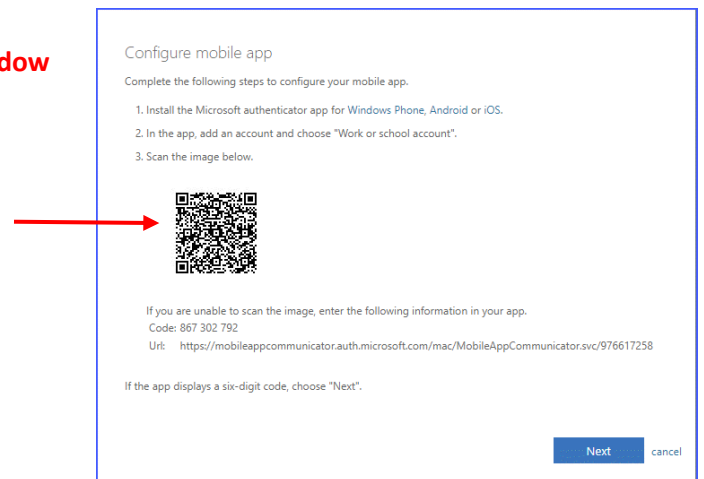 Configure mobile app
Complete the following steps to configure your mobile app.
1. Install the Microsoft authenticator app for Windows Phone, Android or iOS.
2. In the app, add an account and choose "Work or school account".
3. Scan the image below.
If you are unable to scan the image, enter the following information in your app.
Code: 867 302 792
Url: https://mobileappcommunicator.auth.microsoft.com/mac/MobileAppCommunicator.svc/976617258
If the app displays a six-digit code, choose "Next".
Next cancel